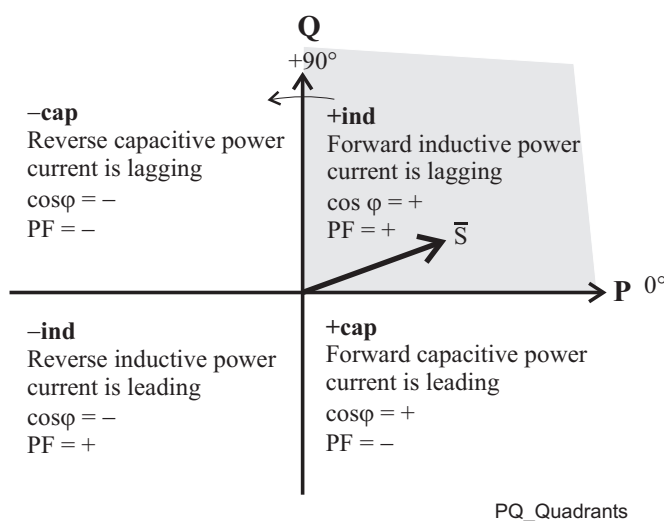 Q
+90°
–cap
Reverse capacitive power
current is lagging
cosφ = –
PF = –
+ind
Forward inductive power
current is lagging
cos φ = +
PF = +
S̅
P 0°
–ind
Reverse inductive power
current is leading
cosφ = –
PF = +
+cap
Forward capacitive power
current is leading
cosφ = +
PF = –
PQ_Quadrants